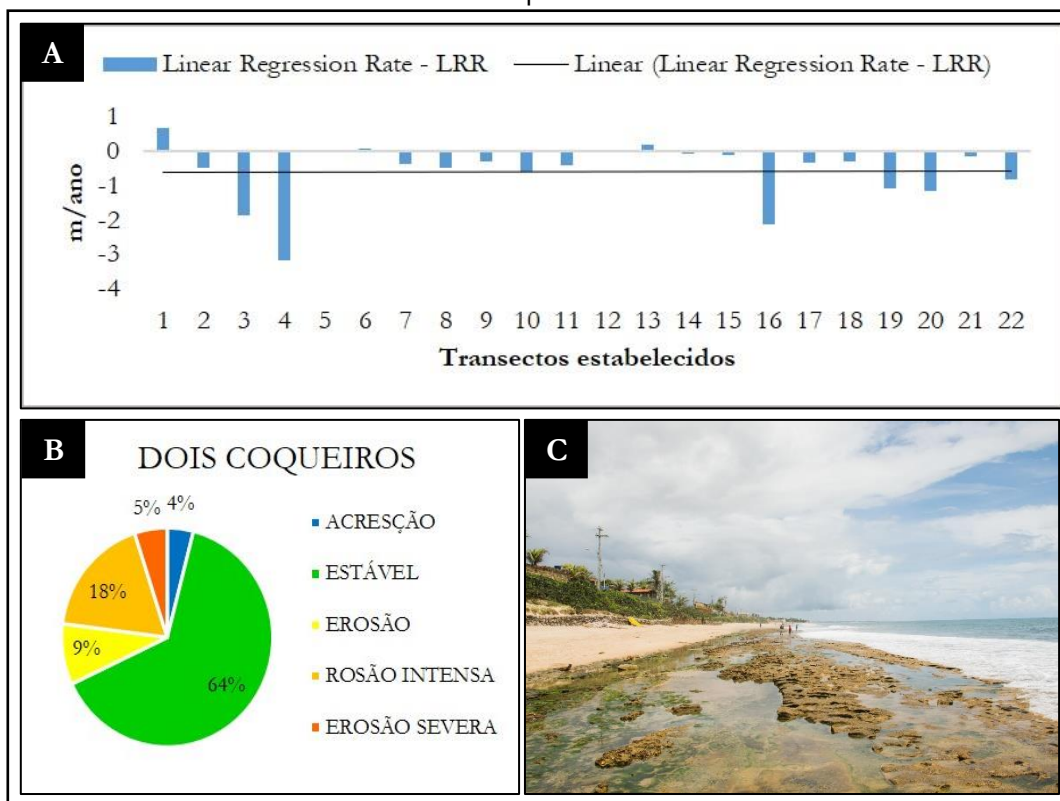 A
Linear Regression Rate - LRR Linear (Linear Regression Rate - LRR)
1
0
-1
-2
-3
-4
m/ano
1 2 3 4 5 6 7 8 9 10 11 12 13 14 15 16 17 18 19 20 21 22
Transectos estabelecidos
B
DOIS COQUEIROS
5% 4%
18%
9%
64%
ACRESÇÃO
ESTÁVEL
EROSÃO
ROSÃO INTENSA
EROSÃO SEVERA
C